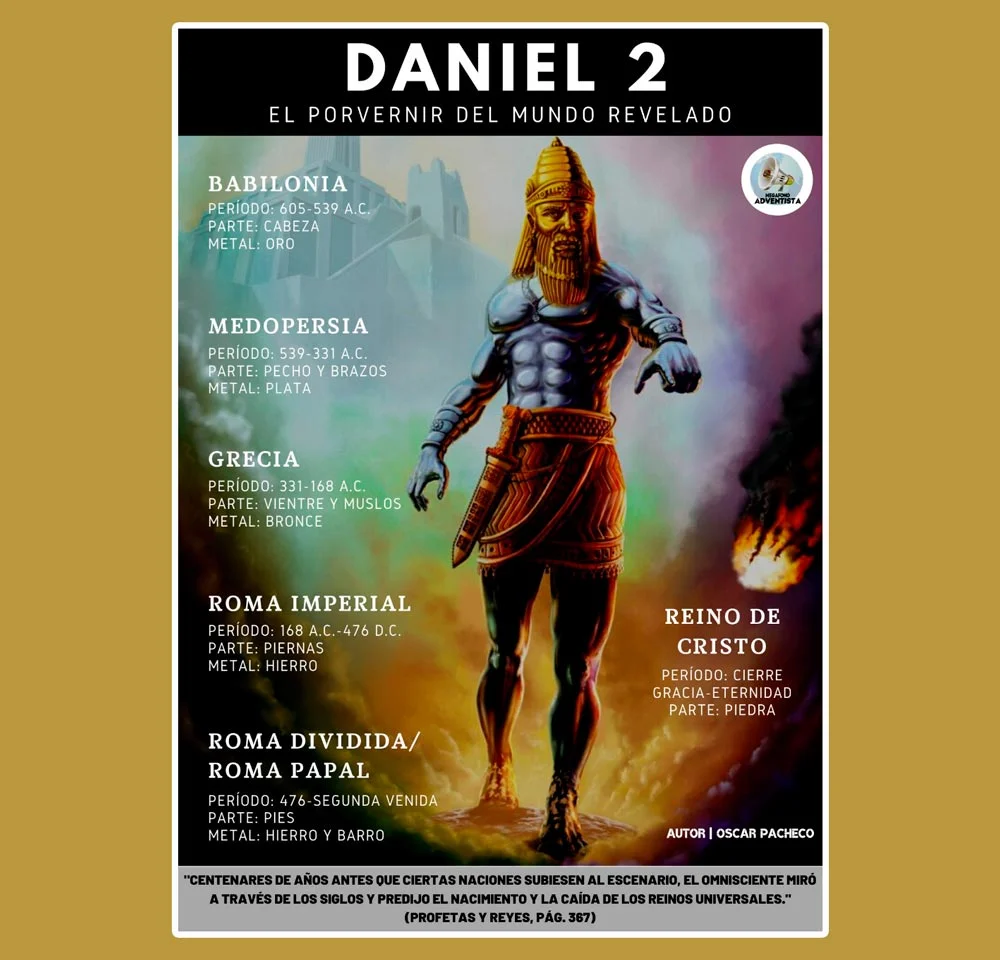 DANIEL 2
EL PORVERNIR DEL MUNDO REVELADO
MEGAFONO
ADVENTISTA
BABILONIA
PERÍODO: 605-539 A.C.
PARTE: CABEZA
METAL: ORO
MEDOPERSIA
PERÍODO: 539-331 A.C.
PARTE: PECHO Y BRAZOS
METAL: PLATA
GRECIA
PERÍODO: 331-168 A.C.
PARTE: VIENTRE Y MUSLOS
METAL: BRONCE
ROMA IMPERIAL
PERÍODO: 168 A.C.-476 D.C.
PARTE: PIERNAS
METAL: HIERRO
REINO DE
CRISTO
PERÍODO: CIERRE
GRACIA-ETERNIDAD
PARTE: PIEDRA
ROMA DIVIDIDA/
ROMA PAPAL
PERÍODO: 476-SEGUNDA VENIDA
PARTE: PIES
METAL: HIERRO Y BARRO
AUTOR | OSCAR PACHECO
"CENTENARES DE AÑOS ANTES QUE CIERTAS NACIONES SUBIESEN AL ESCENARIO, EL OMNISCIENTE MIRÓ
A TRAVÉS DE LOS SIGLOS Y PREDIJO EL NACIMIENTO Y LA CAÍDA DE LOS REINOS UNIVERSALES."
(PROFETAS Y REYES, PÁG. 367)